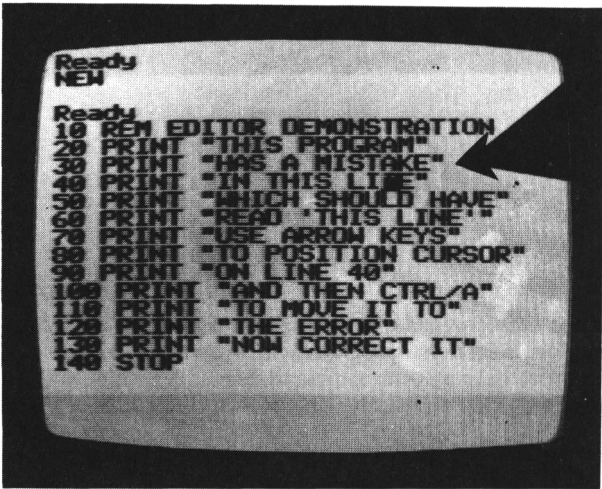 Ready
NEW
Ready
10 REM EDITOR DEMONSTRATION
20 PRINT "THIS PROGRAM"
30 PRINT "HAS A MISTAKE"
40 PRINT "IN THIS
50 PRINT "WHICH SHOULD HAVE"
60 PRINT "READ 'THIS LINE'"
70 PRINT "USE ARROW KEYS"
80 PRINT "TO POSITION CURSOR"
90 PRINT "ON LINE 40"
100 PRINT "AND THEN CTRL/A"
110 PRINT "TO MOVE IT TO"
120 PRINT "THE ERROR"
130 PRINT "NOW CORRECT IT"
140 STOP